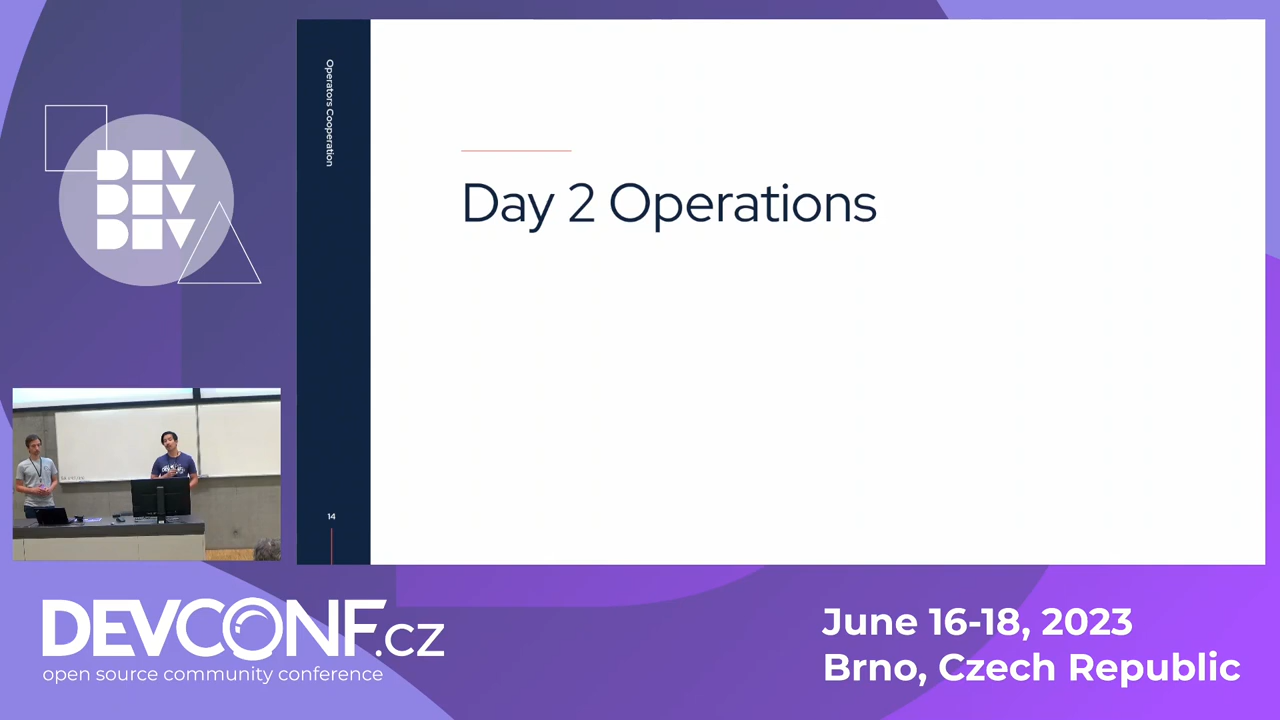 Operators Cooperation
Day 2 Operations
14
DEV
DEV
DEV
DEVCONF.cz
open source community conference
June 16-18, 2023
Brno, Czech Republic